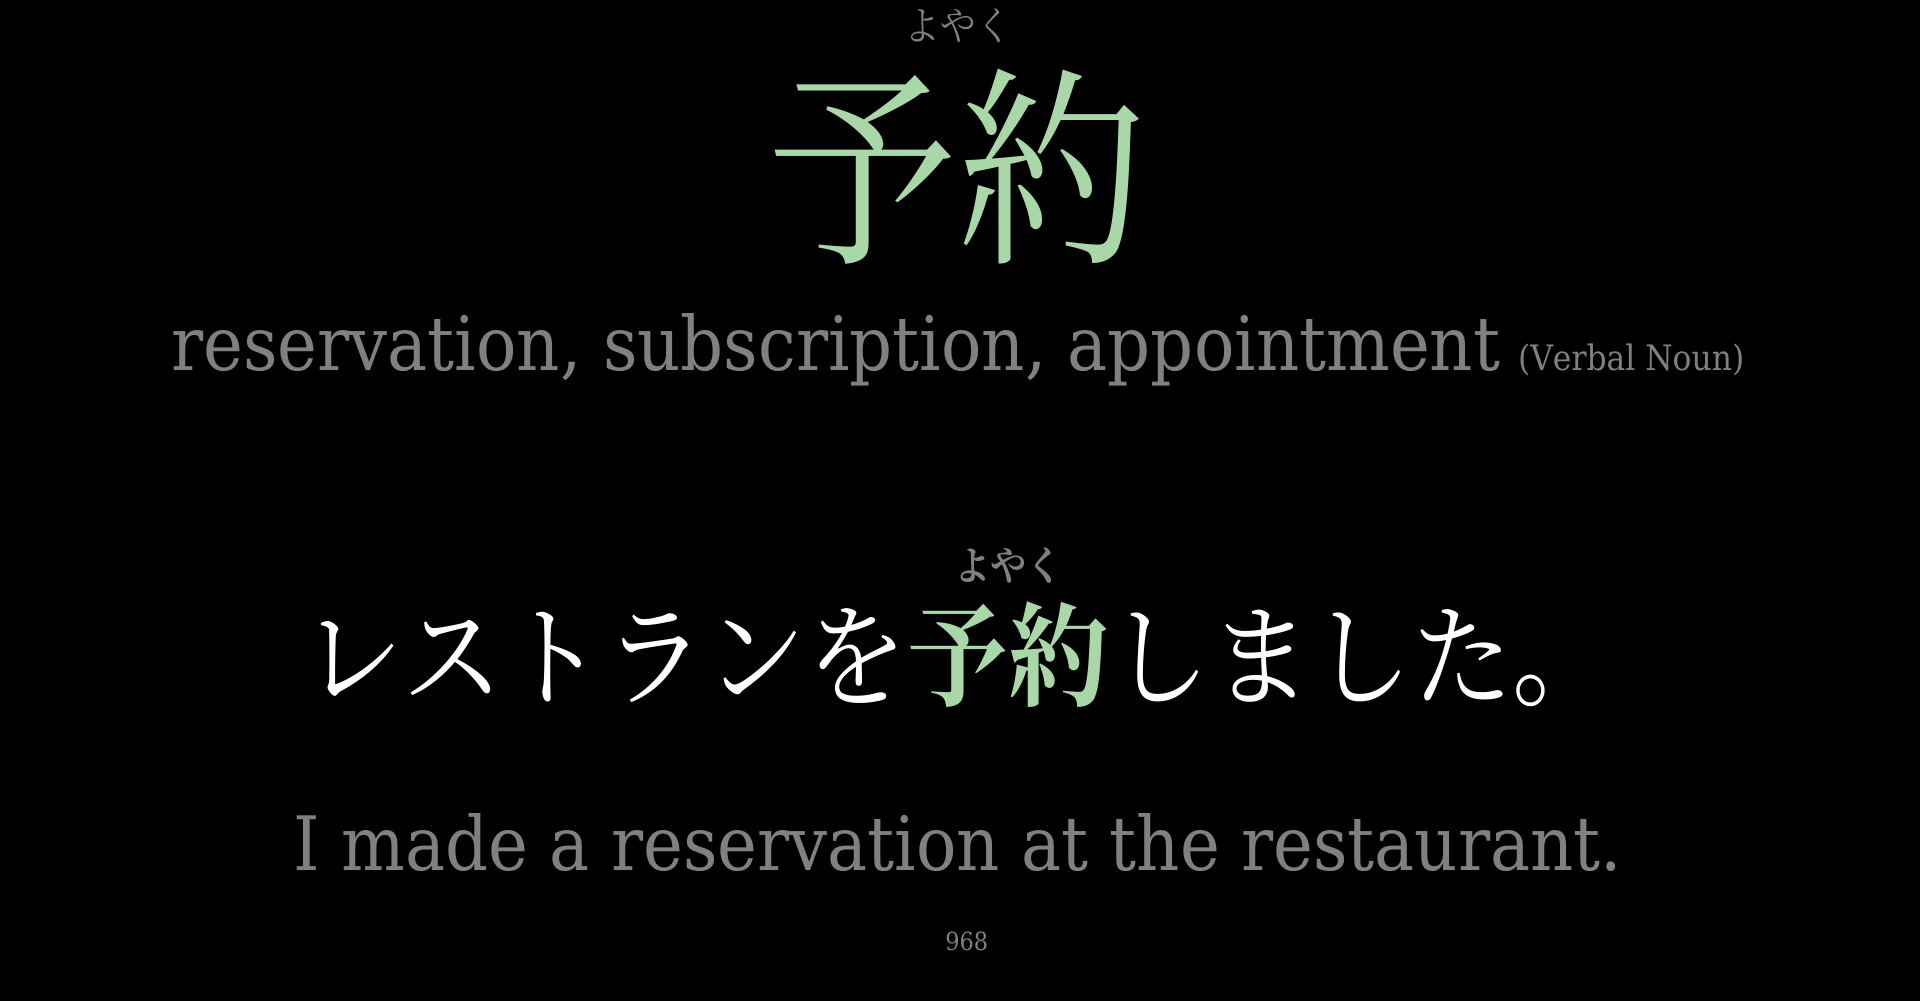 よやく
予約
reservation, subscription, appointment (Verbal Noun)
よやく
レストランを予約しました。
I made a reservation at the restaurant.
968